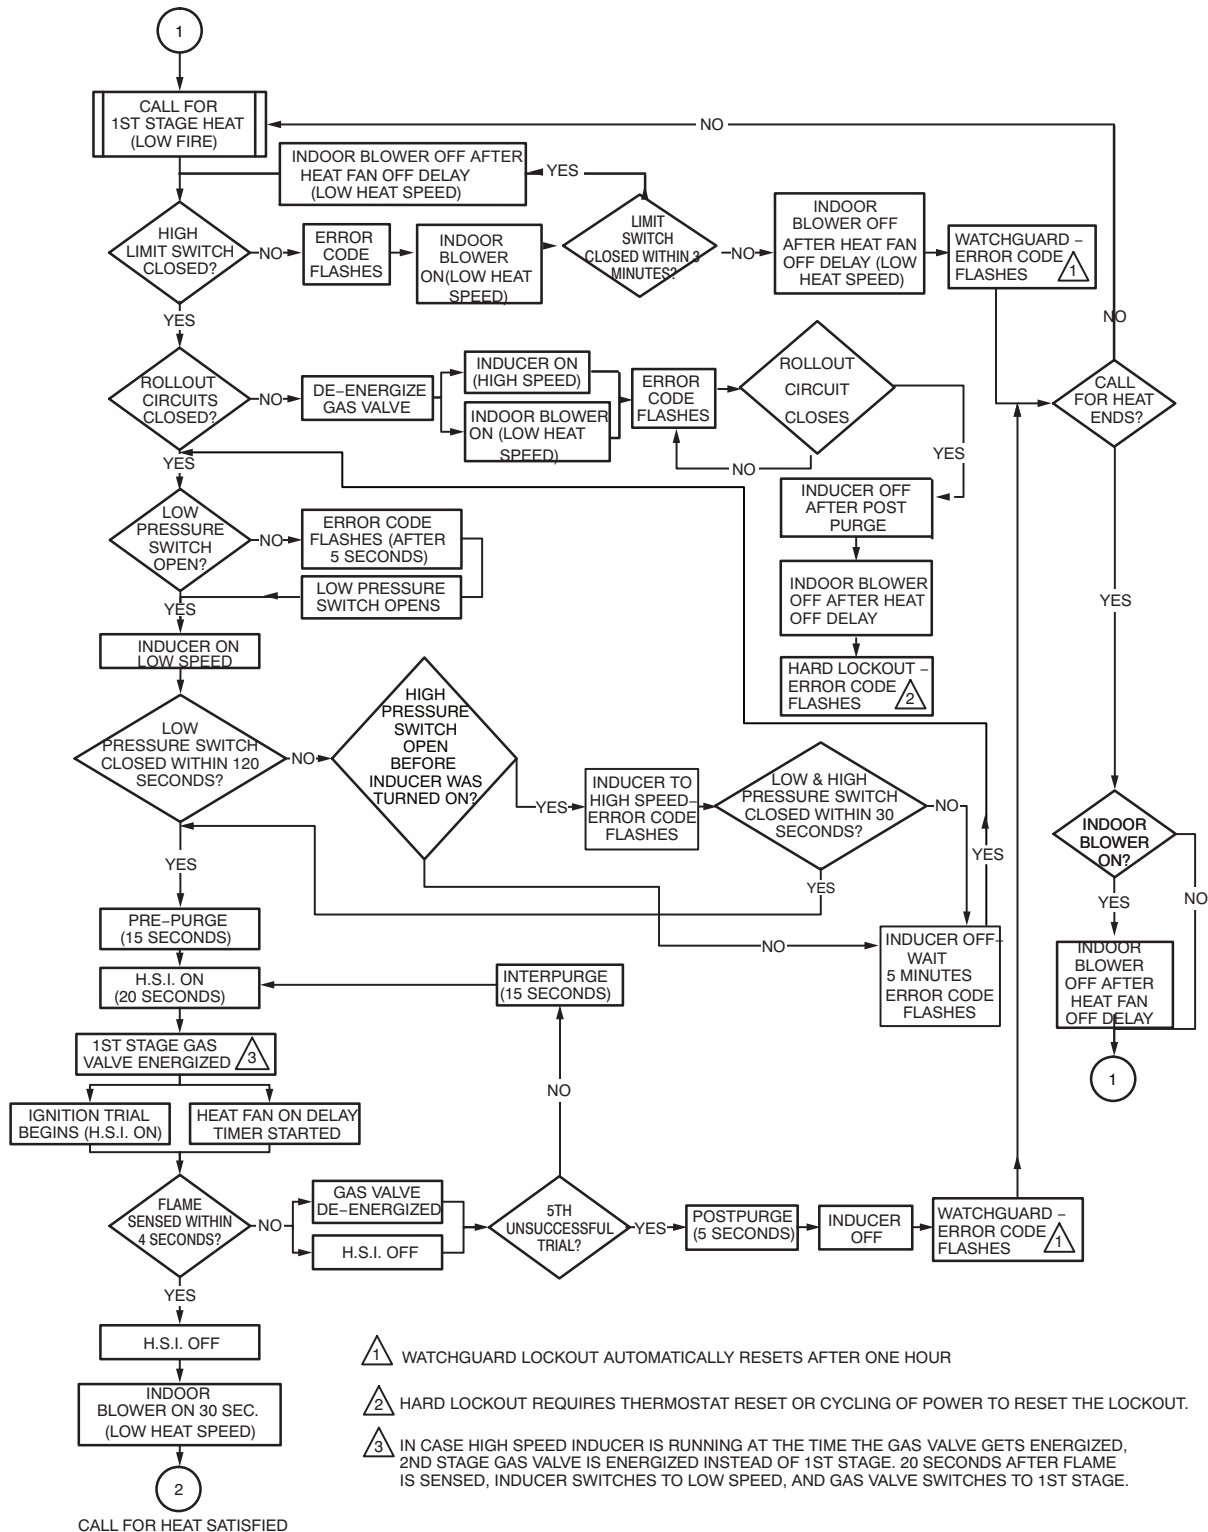 1
CALL FOR
1ST STAGE HEAT
(LOW FIRE)
NO
INDOOR BLOWER OFF AFTER
HEAT FAN OFF DELAY
(LOW HEAT SPEED)
YES
HIGH
LIMIT SWITCH
CLOSED?
NO
ERROR
CODE
FLASHES
INDOOR
BLOWER
ON(LOW HEAT
SPEED)
LIMIT
SWITCH
CLOSED WITHIN 3
MINUTES?
NO
INDOOR
BLOWER OFF
AFTER HEAT FAN
OFF DELAY (LOW
HEAT SPEED)
WATCHGUARD –
ERROR CODE
FLASHES
1
NO
YES
ROLLOUT
CIRCUITS
CLOSED?
NO
DE–ENERGIZE
GAS VALVE
INDUCER ON
(HIGH SPEED)
INDOOR BLOWER
ON (LOW HEAT
SPEED)
ERROR
CODE
FLASHES
ROLLOUT
CIRCUIT
CLOSES
NO
YES
CALL
FOR HEAT
ENDS?
YES
INDUCER OFF
AFTER POST
PURGE
LOW
PRESSURE
SWITCH
OPEN?
NO
ERROR CODE
FLASHES (AFTER
5 SECONDS)
LOW PRESSURE
SWITCH OPENS
INDOOR BLOWER
OFF AFTER HEAT
OFF DELAY
YES
YES
INDUCER ON
LOW SPEED
HARD LOCKOUT –
ERROR CODE
FLASHES
2
LOW
PRESSURE SWITCH
CLOSED WITHIN 120
SECONDS?
NO
HIGH
PRESSURE
SWITCH
OPEN
BEFORE
INDUCER WAS
TURNED ON?
YES
INDUCER TO
HIGH SPEED–
ERROR CODE
FLASHES
LOW & HIGH
PRESSURE SWITCH
CLOSED WITHIN 30
SECONDS?
NO
YES
INDOOR
BLOWER
ON?
YES
YES
YES
NO
PRE–PURGE
(15 SECONDS)
NO
INDUCER OFF–
WAIT
5 MINUTES
ERROR CODE
FLASHES
INDOOR
BLOWER
OFF AFTER
HEAT FAN
OFF DELAY
H.S.I. ON
(20 SECONDS)
INTERPURGE
(15 SECONDS)
1ST STAGE GAS
VALVE ENERGIZED
3
NO
1
IGNITION TRIAL
BEGINS (H.S.I. ON)
HEAT FAN ON DELAY
TIMER STARTED
FLAME
SENSED WITHIN
4 SECONDS?
NO
GAS VALVE
DE–ENERGIZED
H.S.I. OFF
5TH
UNSUCCESSFUL
TRIAL?
YES
POSTPURGE
(5 SECONDS)
INDUCER
OFF
WATCHGUARD –
ERROR CODE
FLASHES
1
YES
H.S.I. OFF
INDOOR
BLOWER ON 30 SEC.
(LOW HEAT SPEED)
2
CALL FOR HEAT SATISFIED
1 WATCHGUARD LOCKOUT AUTOMATICALLY RESETS AFTER ONE HOUR
2 HARD LOCKOUT REQUIRES THERMOSTAT RESET OR CYCLING OF POWER TO RESET THE LOCKOUT.
3 IN CASE HIGH SPEED INDUCER IS RUNNING AT THE TIME THE GAS VALVE GETS ENERGIZED,
2ND STAGE GAS VALVE IS ENERGIZED INSTEAD OF 1ST STAGE. 20 SECONDS AFTER FLAME
IS SENSED, INDUCER SWITCHES TO LOW SPEED, AND GAS VALVE SWITCHES TO 1ST STAGE.